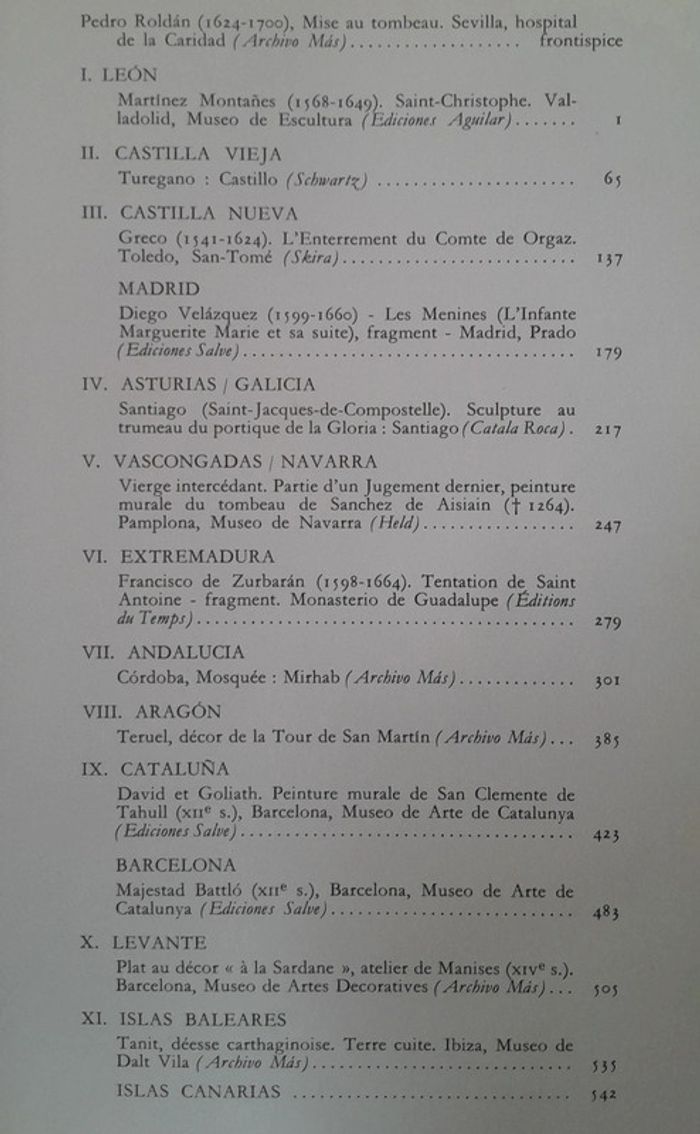 Pedro Roldán (1624-1700), Mise au tombeau. Sevilla, hospital
de la Caridad (Archivo Más)................... frontispice
I. LEÓN
Martínez Montañes (1568-1649). Saint-Christophe. Val-
ladolid, Museo de Escultura (Ediciones Aguilar)....... 1
II. CASTILLA VIEJA
Turegano : Castillo (Schwartz) ...................... 65
III. CASTILLA NUEVA
Greco (1541-1624). L'Enterrement du Comte de Orgaz.
Toledo, San-Tomé (Skira).......................... 137
MADRID
Diego Velázquez (1599-1660) - Les Menines (L'Infante
Marguerite Marie et sa suite), fragment - Madrid, Prado
(Ediciones Salve)..................................... 179
IV. ASTURIAS / GALICIA
Santiago (Saint-Jacques-de-Compostelle). Sculpture au
trumeau du portique de la Gloria : Santiago (Catala Roca). 217
V. VASCONGADAS / NAVARRA
Vierge intercédant. Partie d'un Jugement dernier, peinture
murale du tombeau de Sanchez de Aisiain († 1264).
Pamplona, Museo de Navarra (Held)................. 247
VI. EXTREMADURA
Francisco de Zurbarán (1598-1664). Tentation de Saint
Antoine - fragment. Monasterio de Guadalupe (Éditions
du Temps).......................................... 279
VII. ANDALUCIA
Córdoba, Mosquée : Mirhab (Archivo Más)............. 301
VIII. ARAGÓN
Teruel, décor de la Tour de San Martín (Archivo Más)... 385
IX. CATALUÑA
David et Goliath. Peinture murale de San Clemente de
Tahull (XIIe s.), Barcelona, Museo de Arte de Catalunya
(Ediciones Salve)..................................... 423
BARCELONA
Majestad Battló (XIIe s.), Barcelona, Museo de Arte de
Catalunya (Ediciones Salve)........................... 483
X. LEVANTE
Plat au décor « à la Sardane », atelier de Manises (XIVe s.).
Barcelona, Museo de Artes Decoratives (Archivo Más)... 505
XI. ISLAS BALEARES
Tanit, déesse carthaginoise. Terre cuite. Ibiza, Museo de
Dalt Vila (Archivo Más)............................. 535
ISLAS CANARIAS ............................... 542